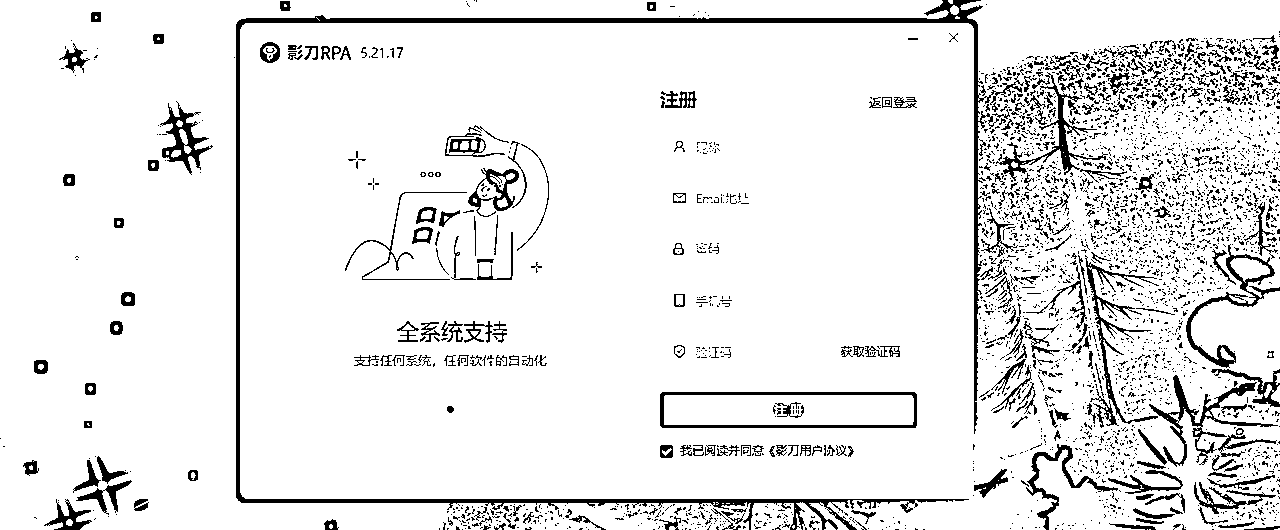 影刀RPA 5.21.17
注册
返回登录
昵称
Email地址
密码
手机号
验证码
获取验证码
注册
我已阅读并同意《影刀用户协议》
全系统支持
支持任何系统，任何软件的自动化